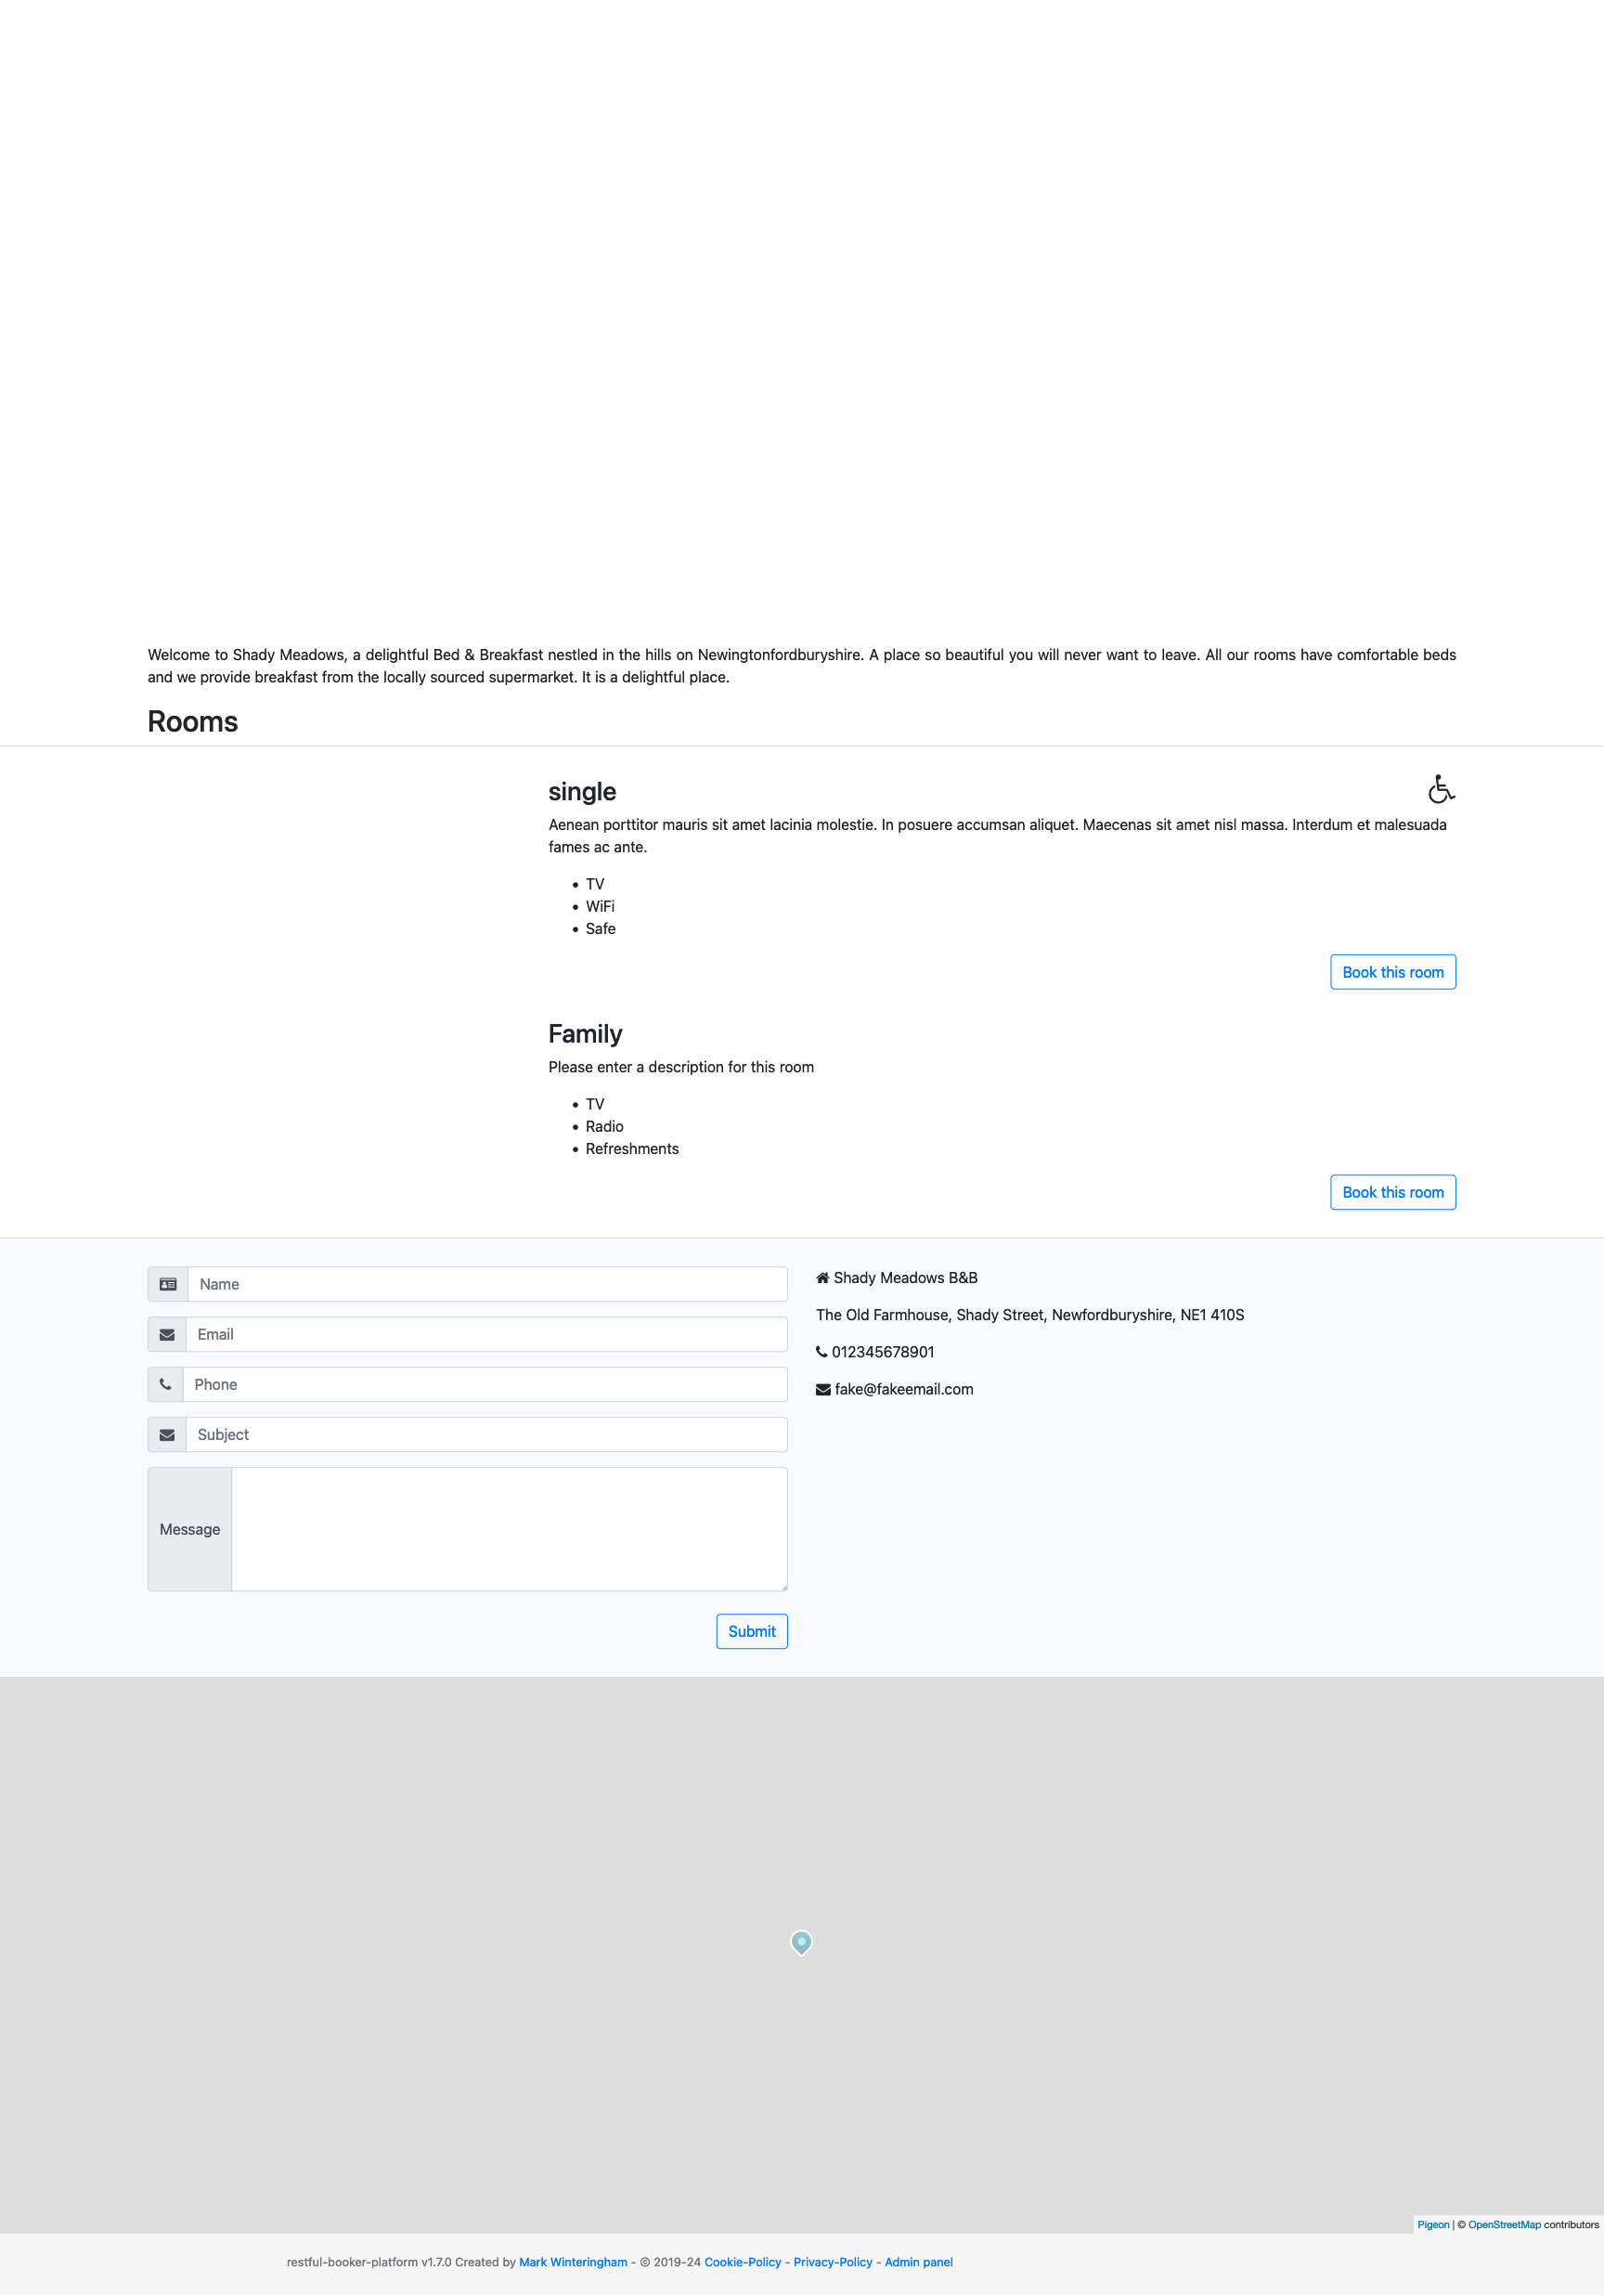 Welcome to Shady Meadows, a delightful Bed & Breakfast nestled in the hills on Newingtonfordburyshire. A place so beautiful you will never want to leave. All our rooms have comfortable beds
and we provide breakfast from the locally sourced supermarket. It is a delightful place.
Rooms
single
Aenean porttitor mauris sit amet lacinia molestie. In posuere accumsan aliquet. Maecenas sit amet nisl massa. Interdum et malesuada
fames ac ante.
• TV
• WiFi
• Safe
Book this room
Family
Please enter a description for this room
• TV
• Radio
• Refreshments
Book this room
Name
Email
Phone
Subject
Message
Submit
Shady Meadows B&B
The Old Farmhouse, Shady Street, Newfordburyshire, NE1 410S
012345678901
fake@fakeemail.com
Pigeon | © OpenStreetMap contributors
restful-booker-platform v1.7.0 Created by Mark Winteringham - © 2019-24 Cookie-Policy - Privacy-Policy - Admin panel